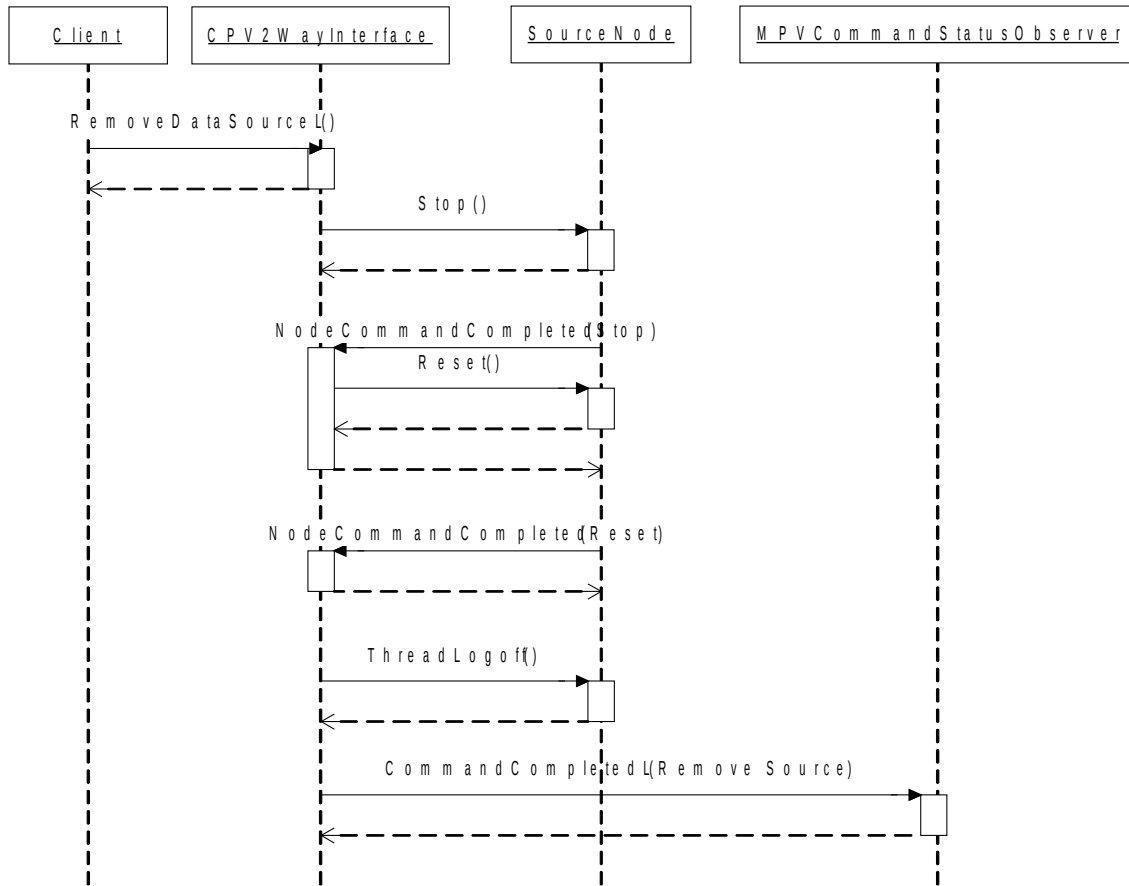 Client
CPV2WayInterface
SourceNode
MPVCommandStatusObserver
RemoveDataSourceL()
Stop()
NodeCommandCompleted(Stop)
Reset()
NodeCommandCompleted(Reset)
ThreadLogoff()
CommandCompletedL(Remove Source)